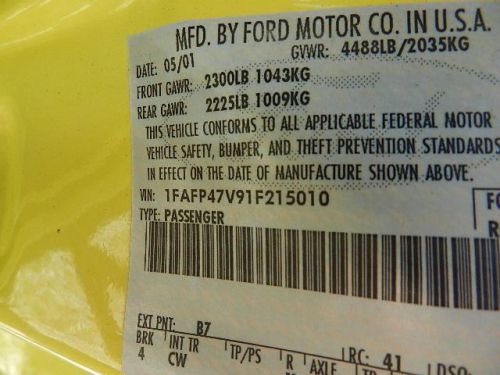 MFD. BY FORD MOTOR CO. IN U.S.A.
DATE: 05/01 GVWR: 4488LB/2035KG
FRONT GAWR: 2300LB 1043KG
REAR GAWR: 2225LB 1009KG
THIS VEHICLE CONFORMS TO ALL APPLICABLE FEDERAL MOTOR
VEHICLE SAFETY, BUMPER, AND THEFT PREVENTION STANDARDS
IN EFFECT ON THE DATE OF MANUFACTURE SHOWN ABOVE.
VIN: 1FAFP47V91F215010
TYPE: PASSENGER
EXT PNT: B7 RC: 41
BRK INT TR TP/PS R AXLE TR
4 CW